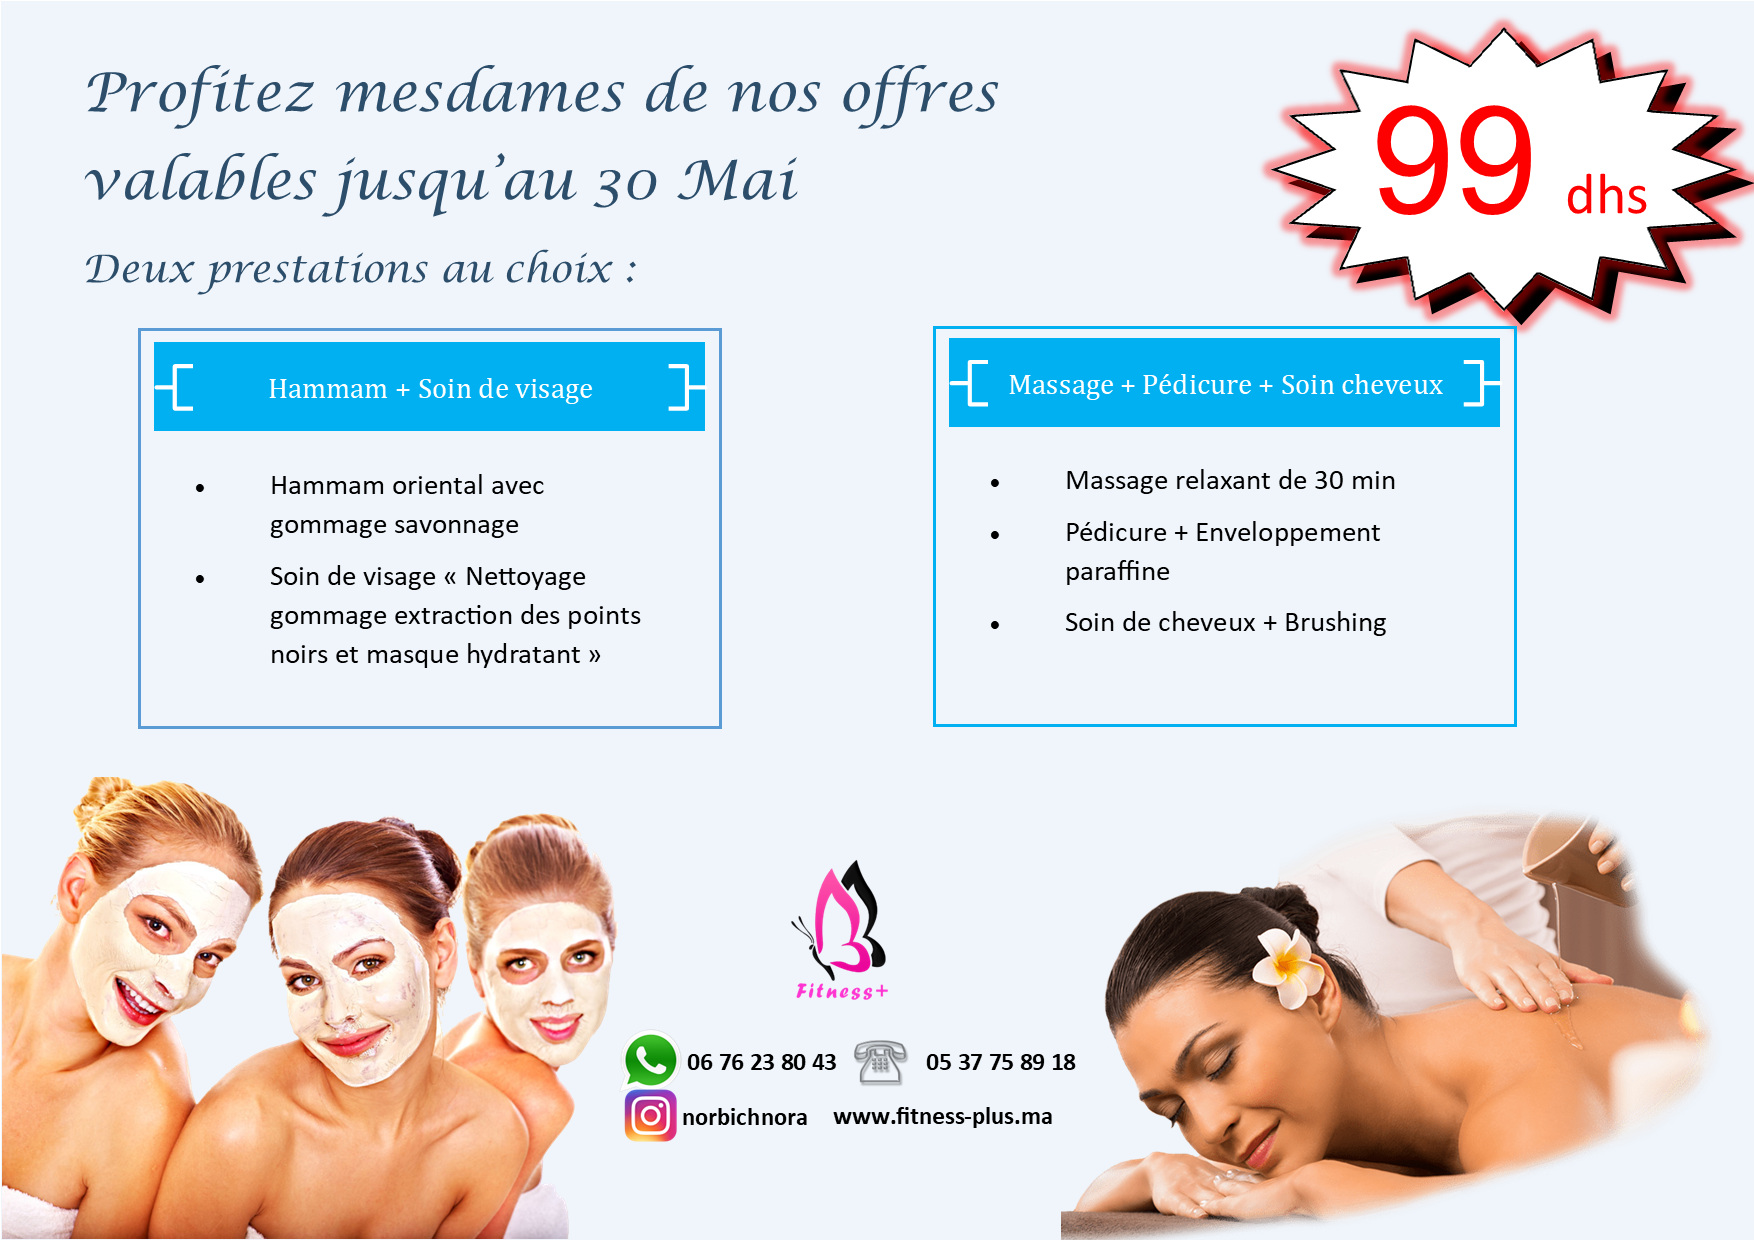 Profitez mesdames de nos offres
valables jusqu'au 30 Mai
99 dhs
Deux prestations au choix :
Hammam + Soin de visage
• Hammam oriental avec
gommage savonnage
• Soin de visage « Nettoyage
gommage extraction des points
noirs et masque hydratant »
Massage + Pédicure + Soin cheveux
• Massage relaxant de 30 min
• Pédicure + Enveloppement
paraffine
• Soin de cheveux + Brushing
Fitness+
06 76 23 80 43 05 37 75 89 18
norbichnora www.fitness-plus.ma